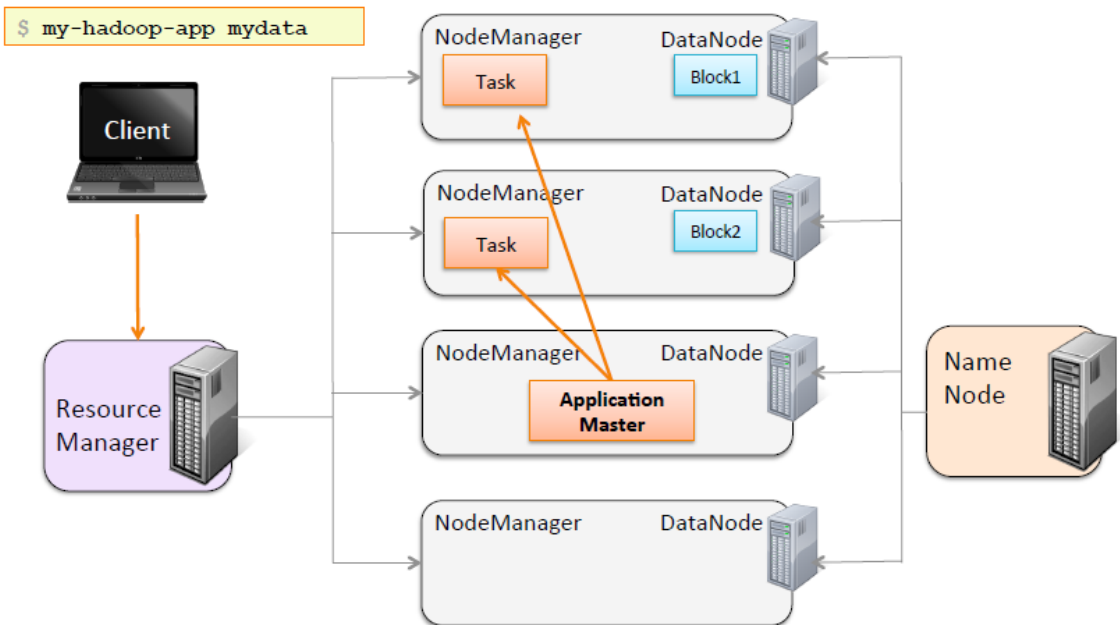 $ my-hadoop-app mydata
Client
Resource
Manager
NodeManager
DataNode
Task
Block1
NodeManager
DataNode
Task
Block2
NodeManager
DataNode
Application
Master
NodeManager
DataNode
Name
Node